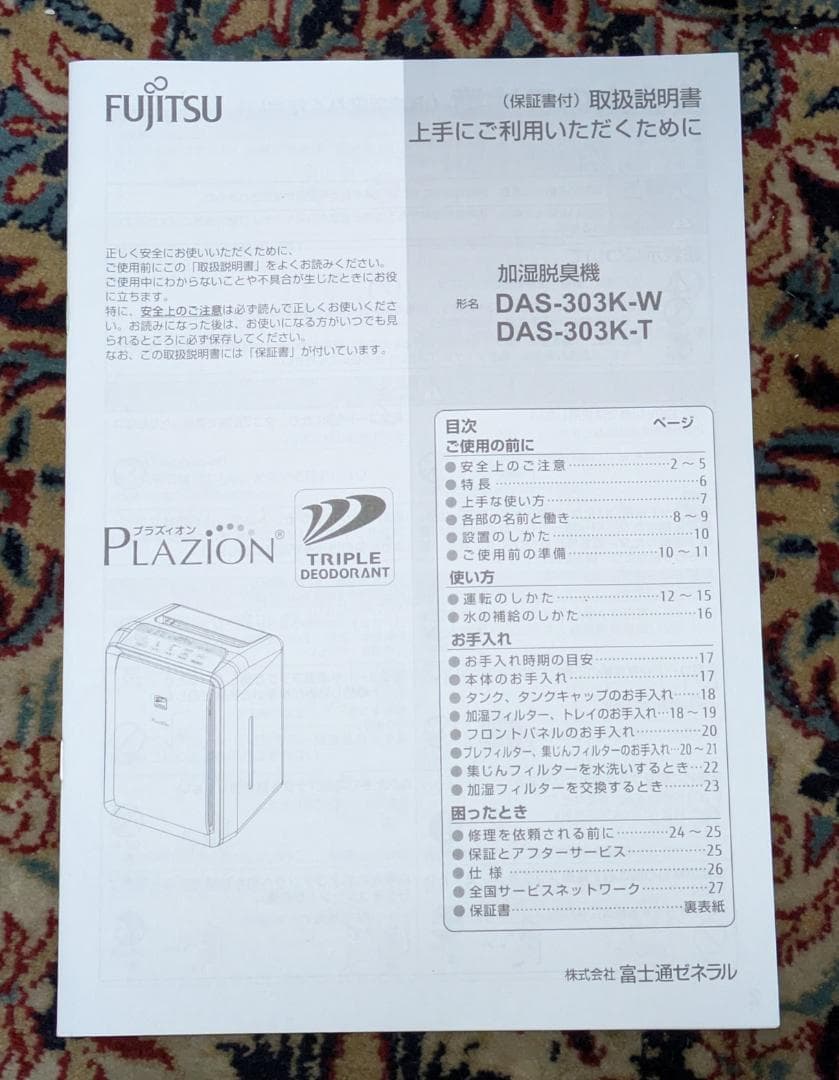 FUJITSU
（保証書付）取扱説明書
上手にご利用いただくために
正しく安全にお使いいただくために、
ご使用前にこの「取扱説明書」をよくお読みください。
ご使用中にわからないことや不具合が生じたときにお役
に立ちます。
特に、安全上のご注意は必ず読んで正しくお使いくださ
い。お読みになった後は、お使いになる方がいつでも見
られるところに必ず保存してください。
なお、この取扱説明書には「保証書」が付いています。
加湿脱臭機
形名 DAS-303K-W
DAS-303K-T
プラズィオン
PLAZION®
TRIPLE
DEODORANT
目次 ページ
ご使用の前に
●安全上のご注意……………………2～5
●特長……………………………………6
●上手な使い方…………………………7
●各部の名前と働き………………8～9
●設置のしかた………………………10
●ご使用前の準備………………10～11
使い方
●運転のしかた…………………12～15
●水の補給のしかた…………………16
お手入れ
●お手入れ時期の目安………………17
●本体のお手入れ……………………17
●タンク、タンクキャップのお手入れ……18
●加湿フィルター、トレイのお手入れ…18～19
●フロントパネルのお手入れ…………20
●プレフィルター、集じんフィルターのお手入れ…20～21
●集じんフィルターを水洗いするとき…22
●加湿フィルターを交換するとき………23
困ったとき
●修理を依頼される前に…………24～25
●保証とアフターサービス……………25
●仕様…………………………………26
●全国サービスネットワーク…………27
●保証書………………………………裏表紙
株式会社 富士通ゼネラル